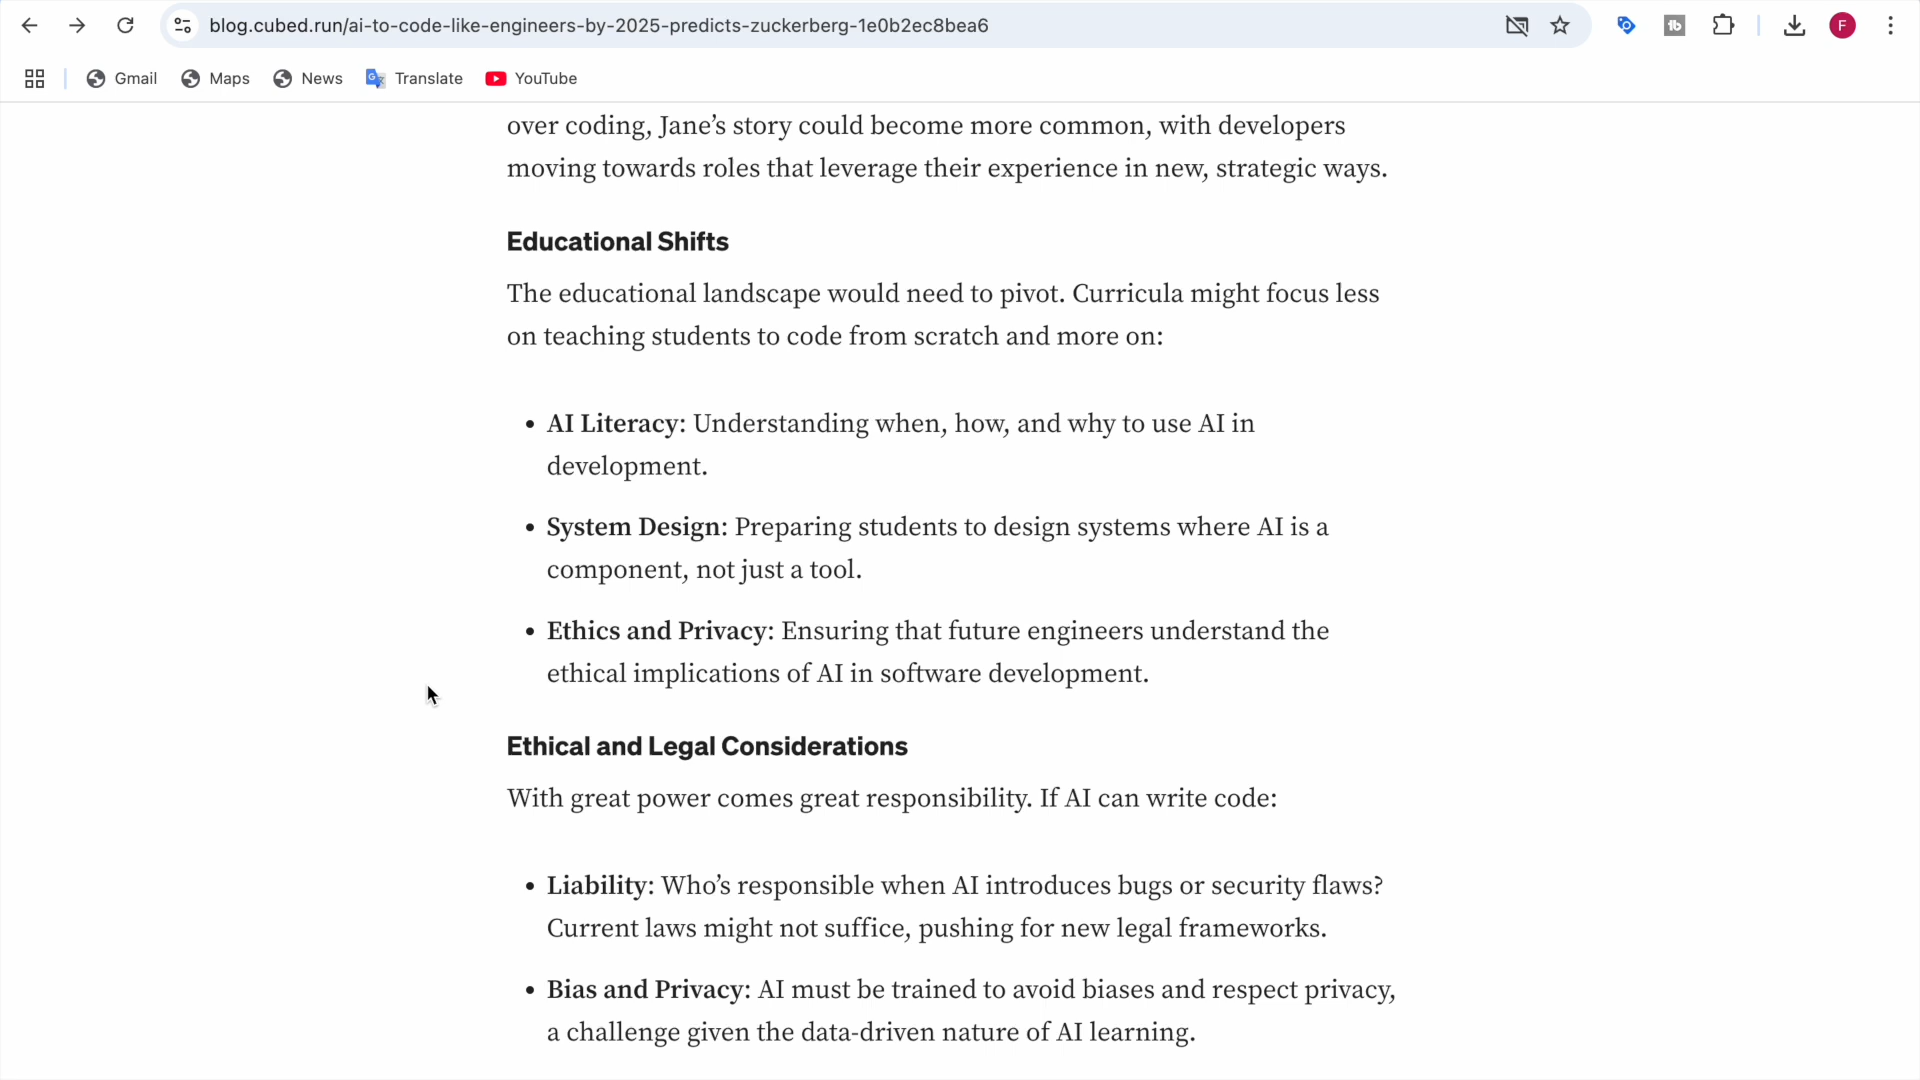 blog.cubed.run/ai-to-code-like-engineers-by-2025-predicts-zuckerberg-1e0b2ec8bea6
tb
F
Gmail
Maps
News
Translate
YouTube
over coding, Jane’s story could become more common, with developers
moving towards roles that leverage their experience in new, strategic ways.
Educational Shifts
The educational landscape would need to pivot. Curricula might focus less
on teaching students to code from scratch and more on:
• AI Literacy: Understanding when, how, and why to use AI in
development.
• System Design: Preparing students to design systems where AI is a
component, not just a tool.
• Ethics and Privacy: Ensuring that future engineers understand the
ethical implications of AI in software development.
Ethical and Legal Considerations
With great power comes great responsibility. If AI can write code:
• Liability: Who’s responsible when AI introduces bugs or security flaws?
Current laws might not suffice, pushing for new legal frameworks.
• Bias and Privacy: AI must be trained to avoid biases and respect privacy,
a challenge given the data-driven nature of AI learning.